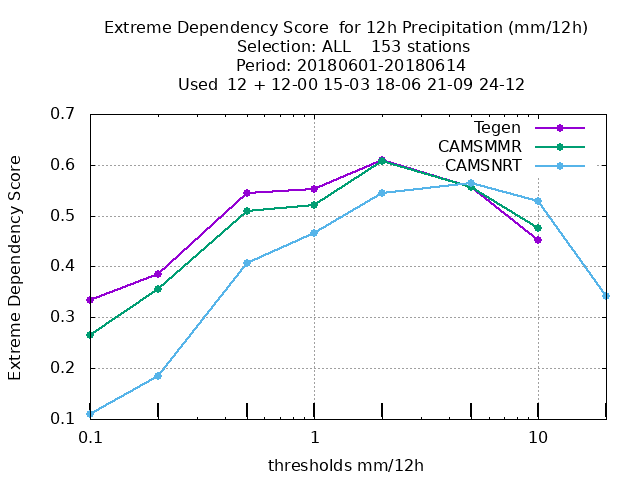 Extreme Dependency Score  for 12h Precipitation (mm/12h)
Selection: ALL    153 stations
Period: 20180601-20180614
Used  12 + 12-00 15-03 18-06 21-09 24-12
Tegen
CAMSMMR
CAMSNRT
0.7
0.6
0.5
0.4
0.3
0.2
0.1
Extreme Dependency Score
0.1
1
10
thresholds mm/12h